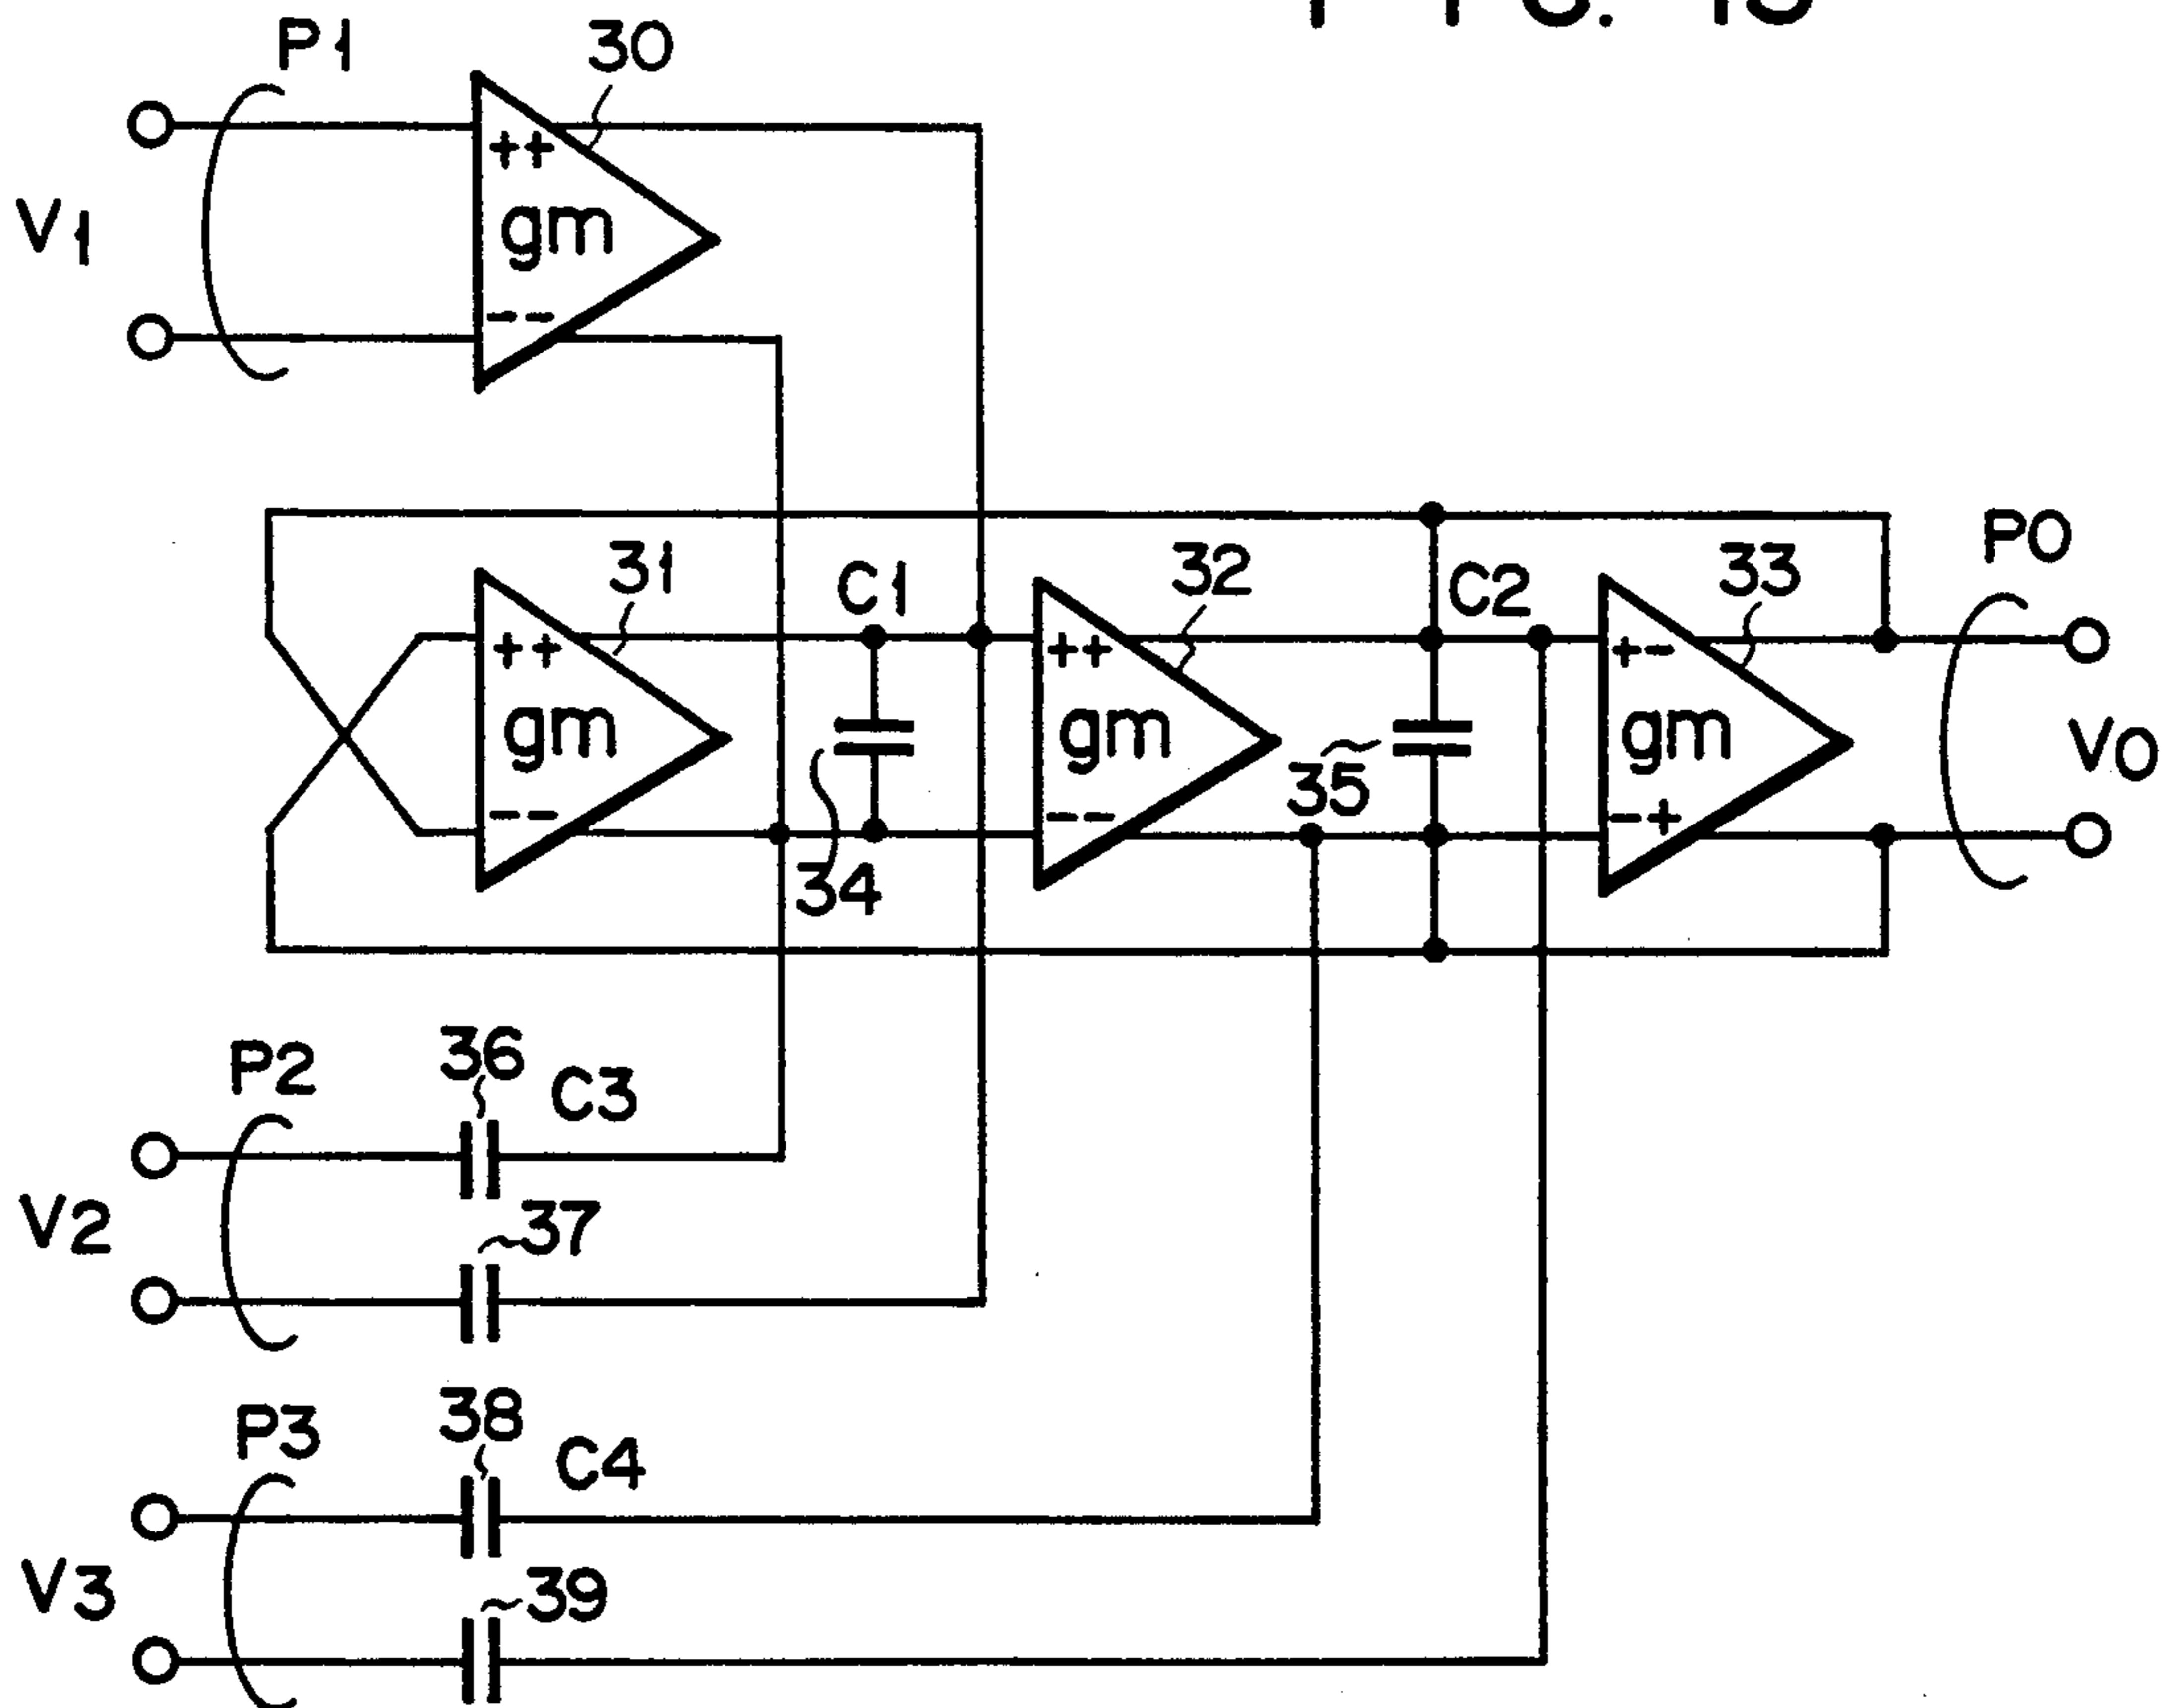 P1
30
++
gm
--
V1
31
C1
32
C2
33
P0
++
gm
--
++
gm
--
+-
gm
-+
V0
35
34
P2
36
C3
37
V2
P3
38
C4
39
V3